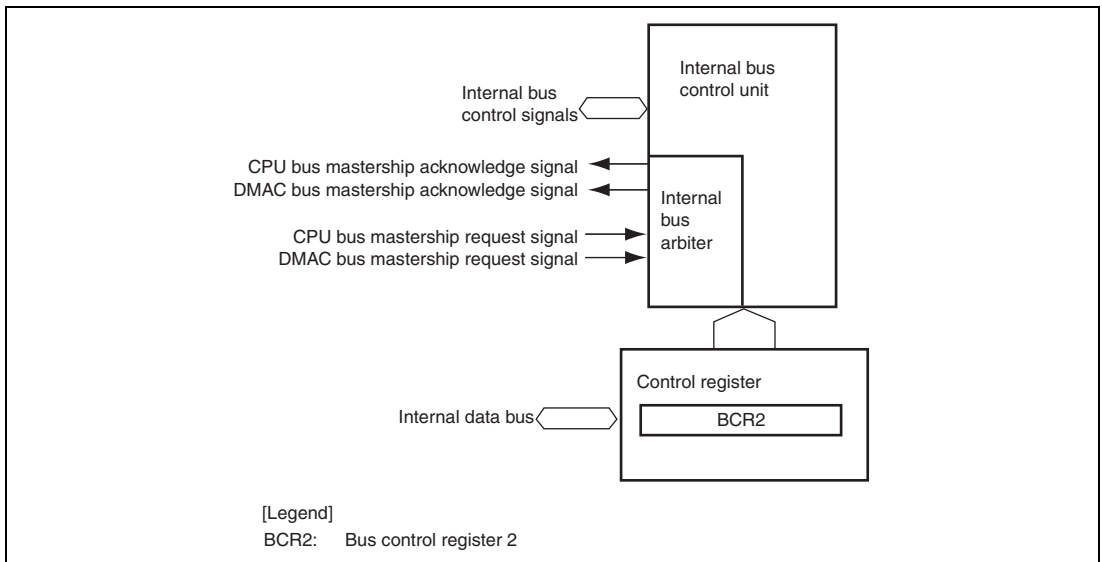 Internal bus
control unit
Internal bus
control signals
CPU bus mastership acknowledge signal
DMAC bus mastership acknowledge signal
Internal
bus
arbiter
CPU bus mastership request signal
DMAC bus mastership request signal
Control register
BCR2
Internal data bus
[Legend]
BCR2: Bus control register 2